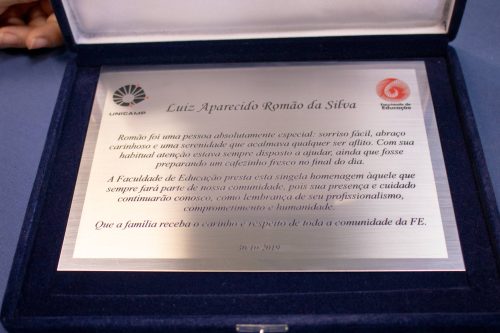 UNICAMP
Faculdade de
Educação
Luiz Aparecido Romão da Silva
Romão foi uma pessoa absolutamente especial: sorriso fácil, abraço
carinhoso e uma serenidade que acalmava qualquer ser aflito. Com sua
habitual atenção estava sempre disposto a ajudar, ainda que fosse
preparando um cafezinho fresco no final do dia.
A Faculdade de Educação presta esta singela homenagem àquele que
sempre fará parte de nossa comunidade, pois sua presença e cuidado
continuarão conosco, como lembrança de seu profissionalismo,
comprometimento e humanidade.
Que a família receba o carinho e respeito de toda a comunidade da FE.
30.10.2019